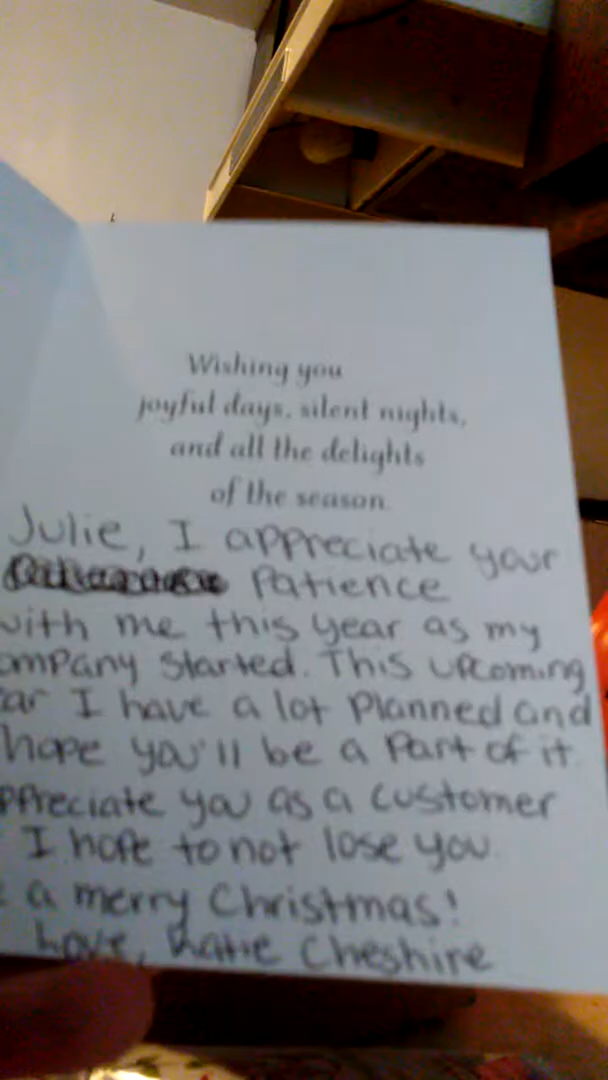 Wishing you
joyful days, silent nights,
and all the delights
of the season.
Julie, I appreciate your
Patience
with me this year as my
ompany started. This upcoming
ar I have a lot Planned and
hope you'll be a Part of it.
ppreciate you as a customer
I hope to not lose you.
a merry Christmas!
Love, Katie Cheshire